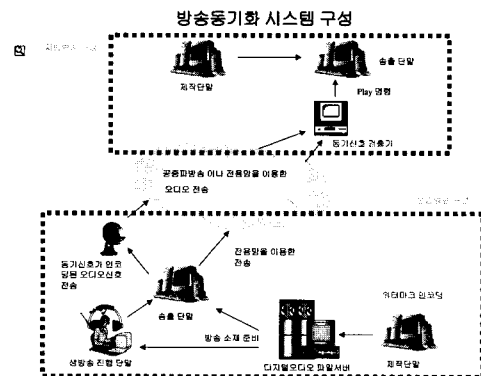 방송동기화 시스템 구성
제작단말
송출 단말
Play 명령
동기신호 검출기
공중파방송 이나 전용망을 이용한
오디오 전송
동기신호가 인코
딩된 오디오신호
전송
전용망을 이용한
전송
송출 단말
워터마크 인코딩
방송 소재 준비
생방송 진행 단말
디지털오디오 파일서버
제작단말